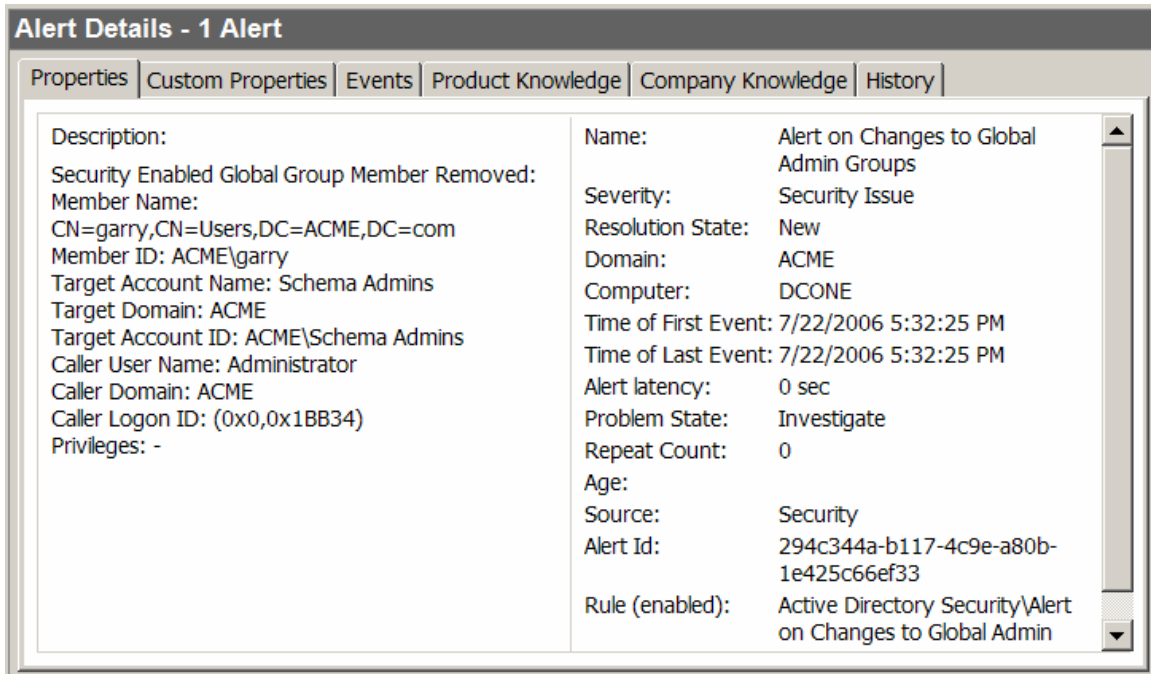 Alert Details - 1 Alert
Properties Custom Properties Events Product Knowledge Company Knowledge History
Description:
Security Enabled Global Group Member Removed:
Member Name:
CN=garry,CN=Users,DC=ACME,DC=com
Member ID: ACME\garry
Target Account Name: Schema Admins
Target Domain: ACME
Target Account ID: ACME\Schema Admins
Caller User Name: Administrator
Caller Domain: ACME
Caller Logon ID: (0x0,0x1BB34)
Privileges: -
Name: Alert on Changes to Global
Admin Groups
Severity: Security Issue
Resolution State: New
Domain: ACME
Computer: DCONE
Time of First Event: 7/22/2006 5:32:25 PM
Time of Last Event: 7/22/2006 5:32:25 PM
Alert latency: 0 sec
Problem State: Investigate
Repeat Count: 0
Age:
Source: Security
Alert Id: 294c344a-b117-4c9e-a80b-
1e425c66ef33
Rule (enabled): Active Directory Security\Alert
on Changes to Global Admin